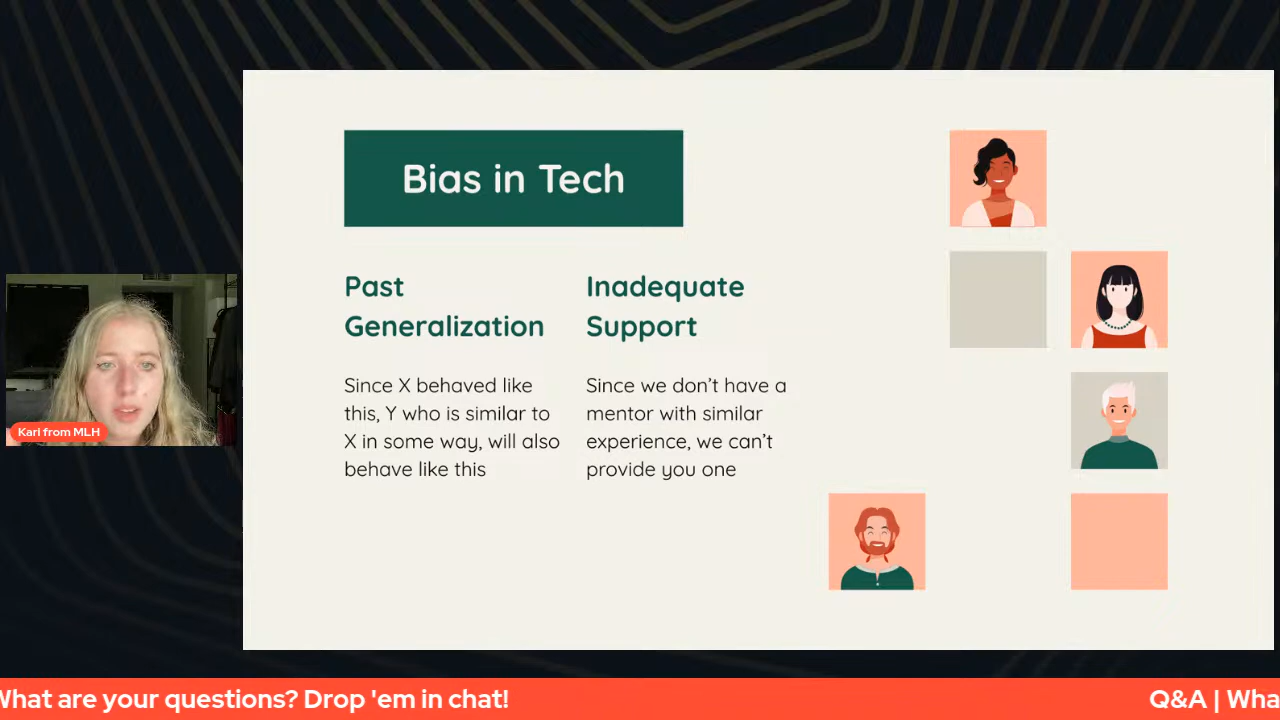 Bias in Tech
Past
Generalization
Since X behaved like
this, Y who is similar to
X in some way, will also
behave like this
Inadequate
Support
Since we don't have a
mentor with similar
experience, we can't
provide you one
Karl from MLH
What are your questions? Drop 'em in chat!
Q&A | Wha